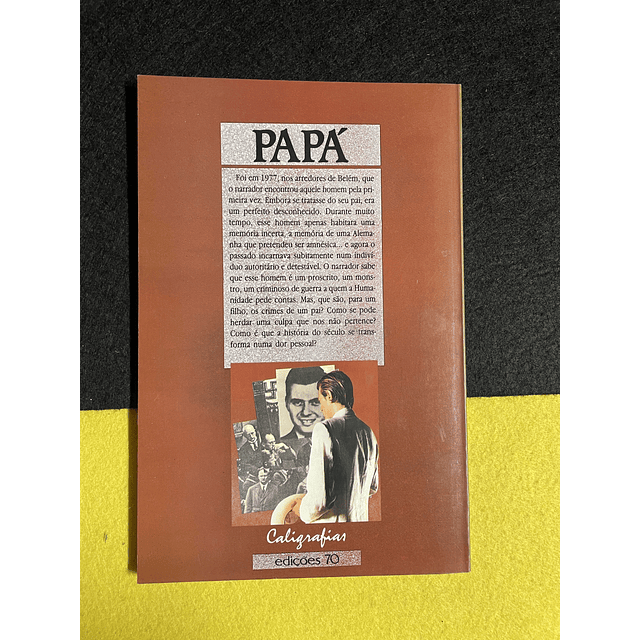 PAPÁ
Foi em 1977, nos arredores de Belém, que
o narrador encontrou aquele homem pela pri-
meira vez. Embora se tratasse do seu pai, era
um perfeito desconhecido. Durante muito
tempo, esse homem apenas habitara uma
memória incerta, a memória de uma Alema-
nha que pretendeu ser amnésica... e agora o
passado incarnava subitamente num indiví-
duo autoritário e detestável. O narrador sabe
que esse homem é um proscrito, um mons-
tro, um criminoso de guerra a quem a Huma-
nidade pede contas. Mas, que são, para um
filho, os crimes de um pai? Como se pode
herdar uma culpa que nos não pertence?
Como é que a história do século se trans-
forma numa dor pessoal?
Caligrafias
edições 70